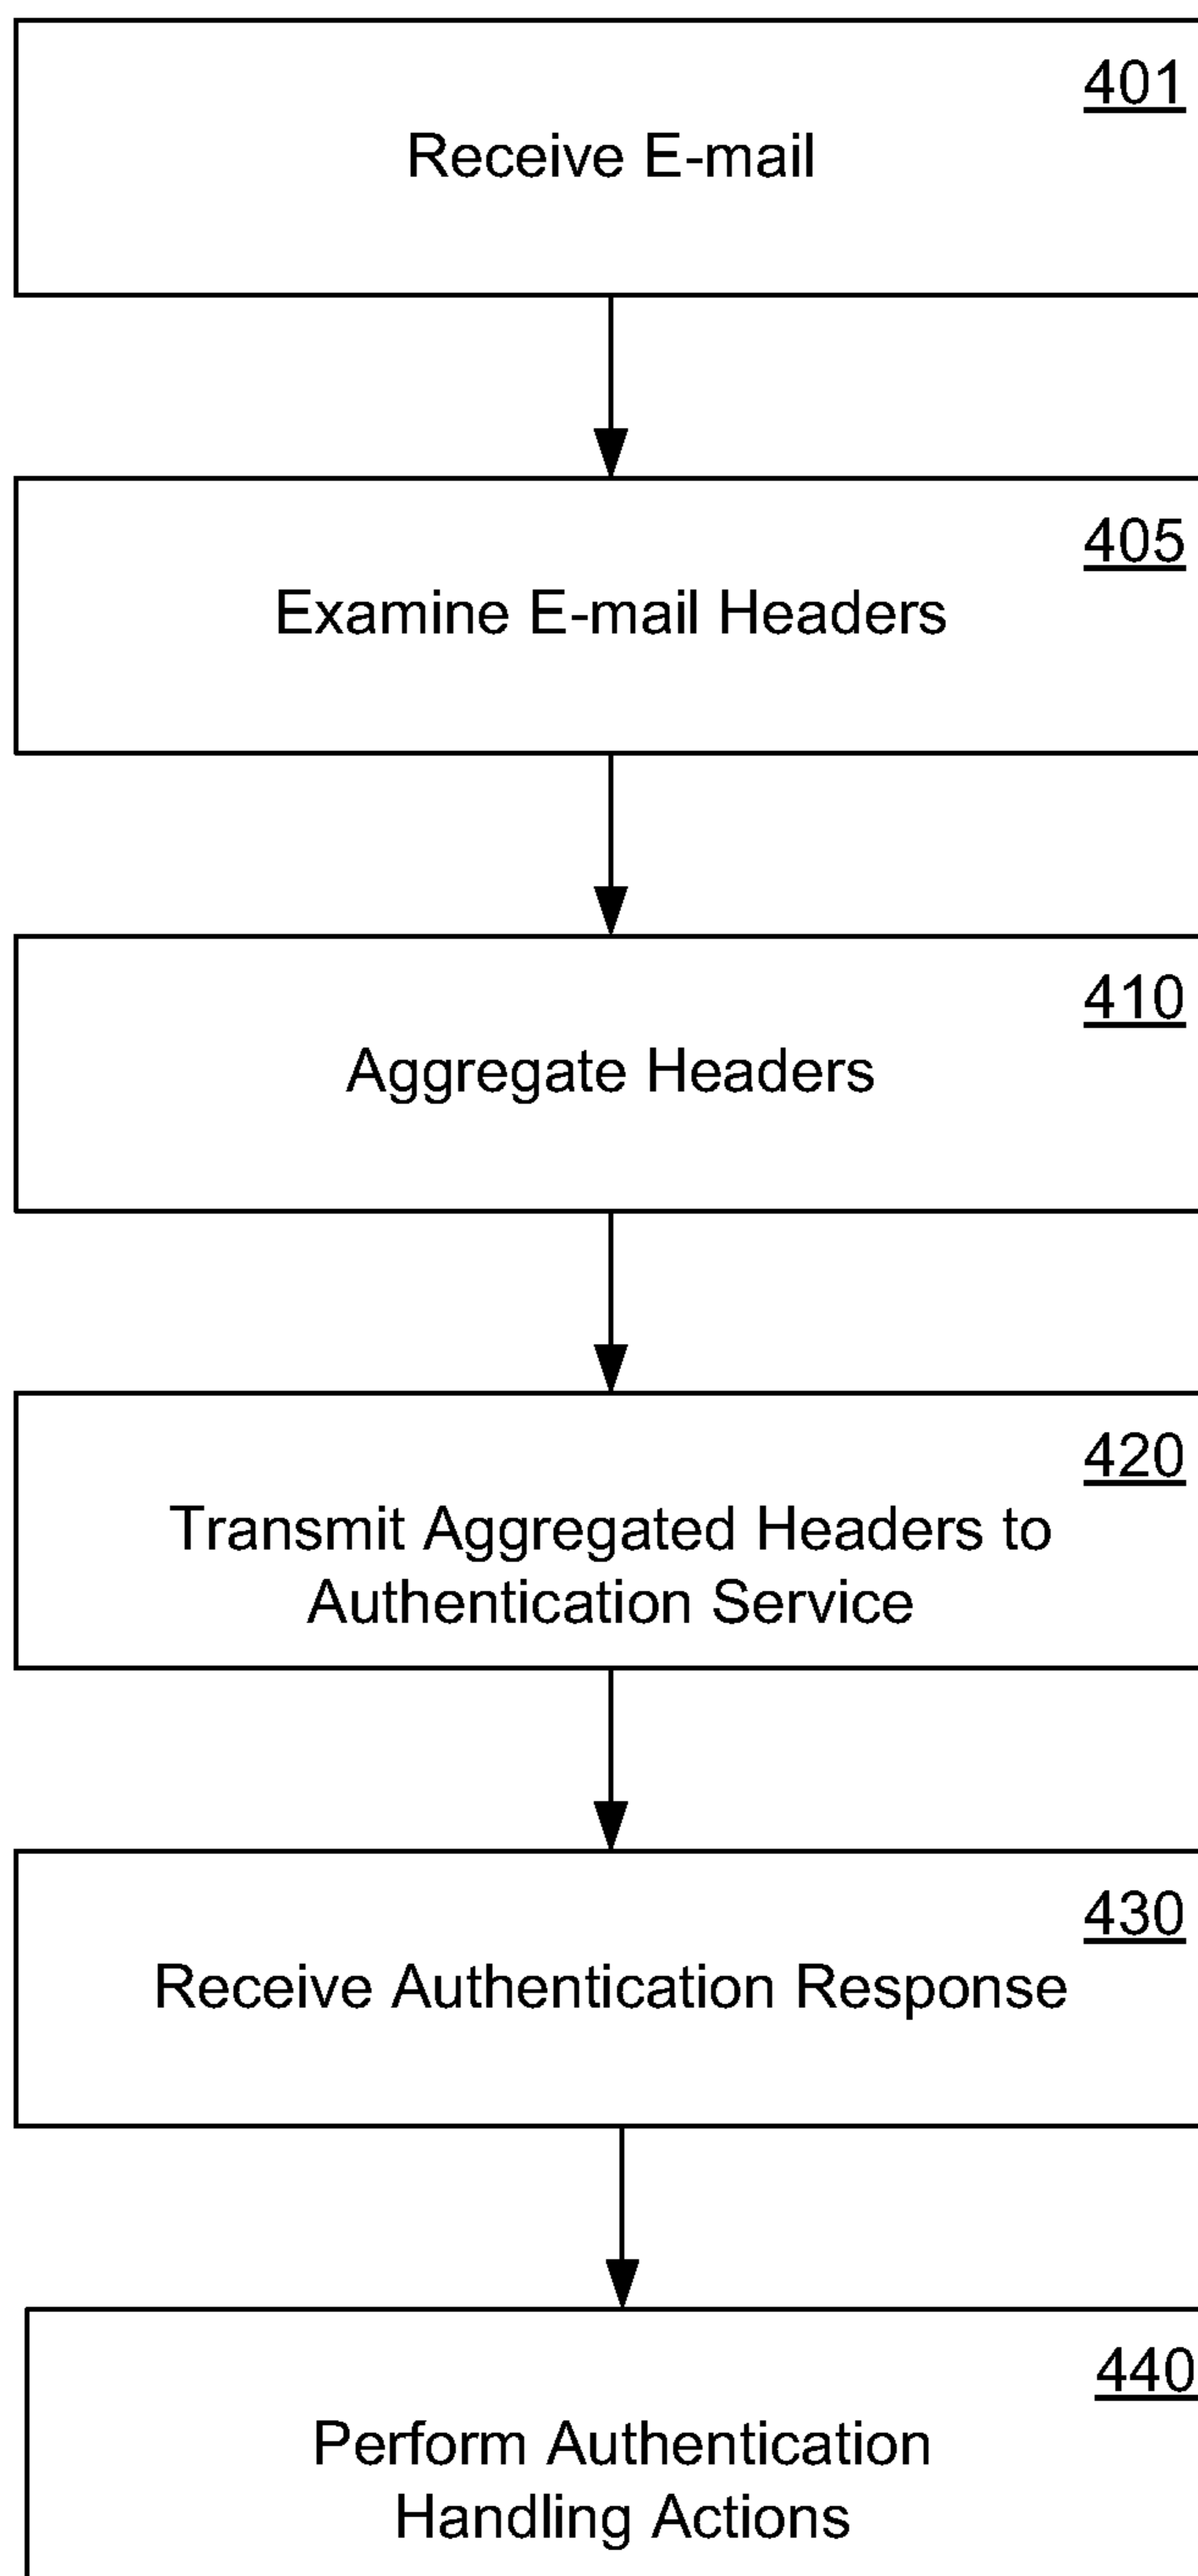 401
Receive E-mail
405
Examine E-mail Headers
410
Aggregate Headers
420
Transmit Aggregated Headers to
Authentication Service
430
Receive Authentication Response
440
Perform Authentication
Handling Actions